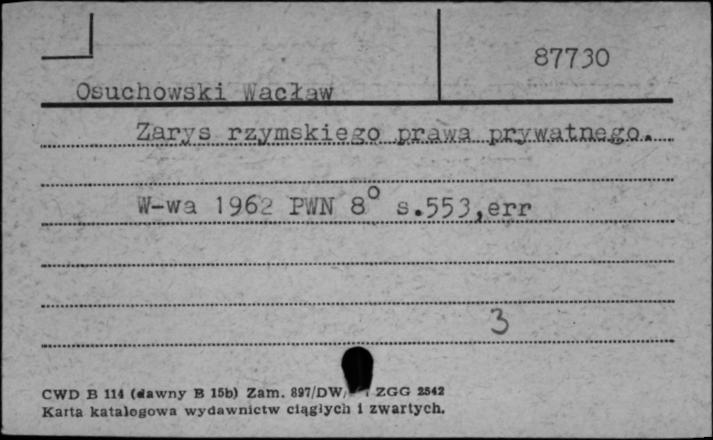 87730
Osuchowski Wacław
Zarys rzymskiego prawa prywatnego.
W-wa 1962 PWN 8° s.553,err
3
CWD B 114 (dawny B 15b) Zam. 897/DW/ ZGG 2542
Karta katalogowa wydawnictw ciągłych i zwartych.